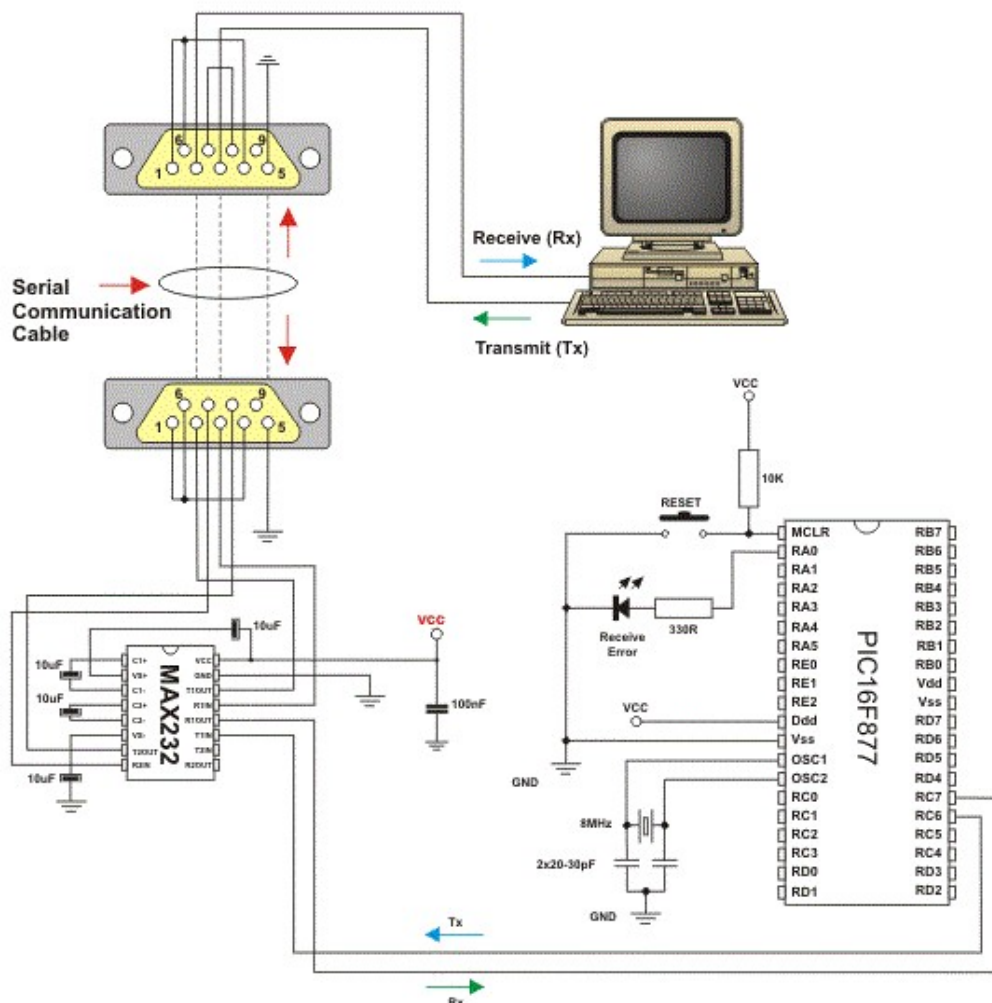 6
9
1
5
Receive (Rx)
Serial
Communication
Cable
Transmit (Tx)
6
9
1
5
VCC
10K
RESET
MCLR
RA0
RA1
RA2
RA3
RA4
RA5
RE0
RE1
RE2
Ddd
Vss
OSC1
OSC2
RC0
RC1
RC2
RC3
RD0
RD1
PIC16F877
RB7
RB6
RB5
RB4
RB3
RB2
RB1
RB0
Vdd
Vss
RD7
RD6
RD5
RD4
RC7
RC6
RC5
RC4
RD3
RD2
330R
Receive
Error
VCC
GND
8MHz
2x20-30pF
GND
10uF
VCC
100nF
10uF
10uF
10uF
C1+
C1-
C2-
T2OUT
R2IN
MAX232
VCC
GND
T1OUT
R1IN
R1OUT
T1IN
T2IN
R2OUT
Tx
Rx